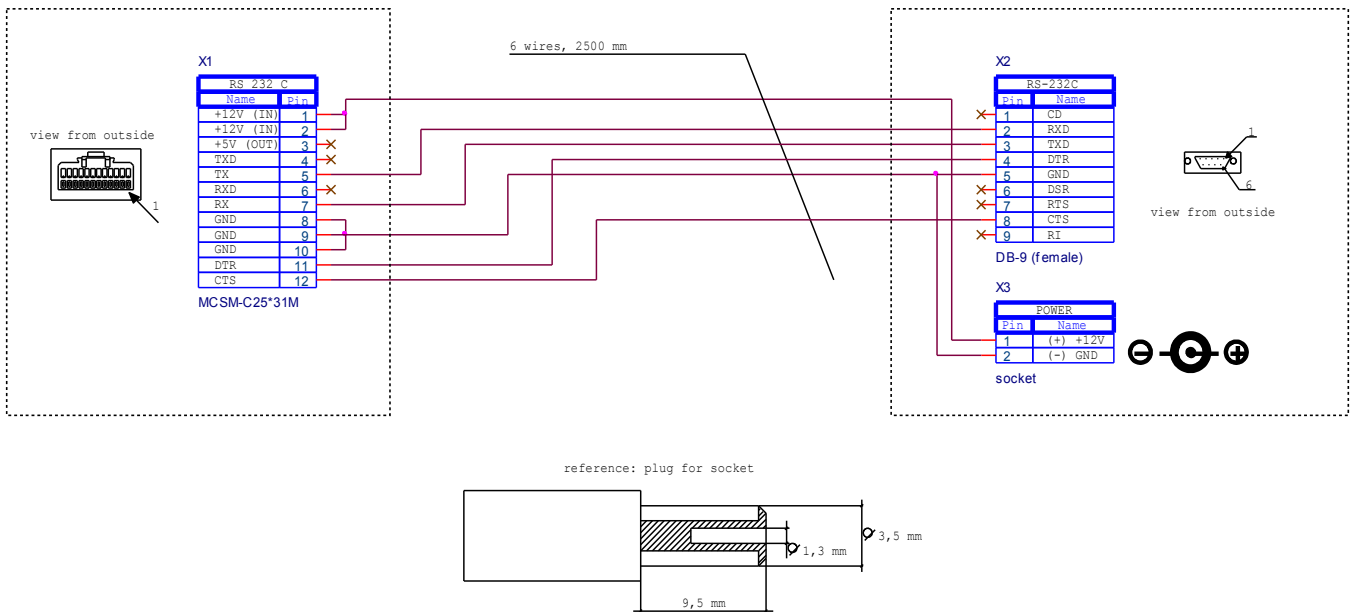 6 wires, 2500 mm
X1
RS 232 C
Name Pin
+12V (IN) 1
+12V (IN) 2
+5V (OUT) 3
TXD 4
TX 5
RXD 6
RX 7
GND 8
GND 9
GND 10
DTR 11
CTS 12
MCSM-C25*31M
view from outside
1
X2
RS-232C
Pin Name
1 CD
2 RXD
3 TXD
4 DTR
5 GND
6 DSR
7 RTS
8 CTS
9 RI
DB-9 (female)
1
6
view from outside
X3
POWER
Pin Name
1 (+) +12V
2 (-) GND
socket
reference: plug for socket
3,5 mm
1,3 mm
9,5 mm